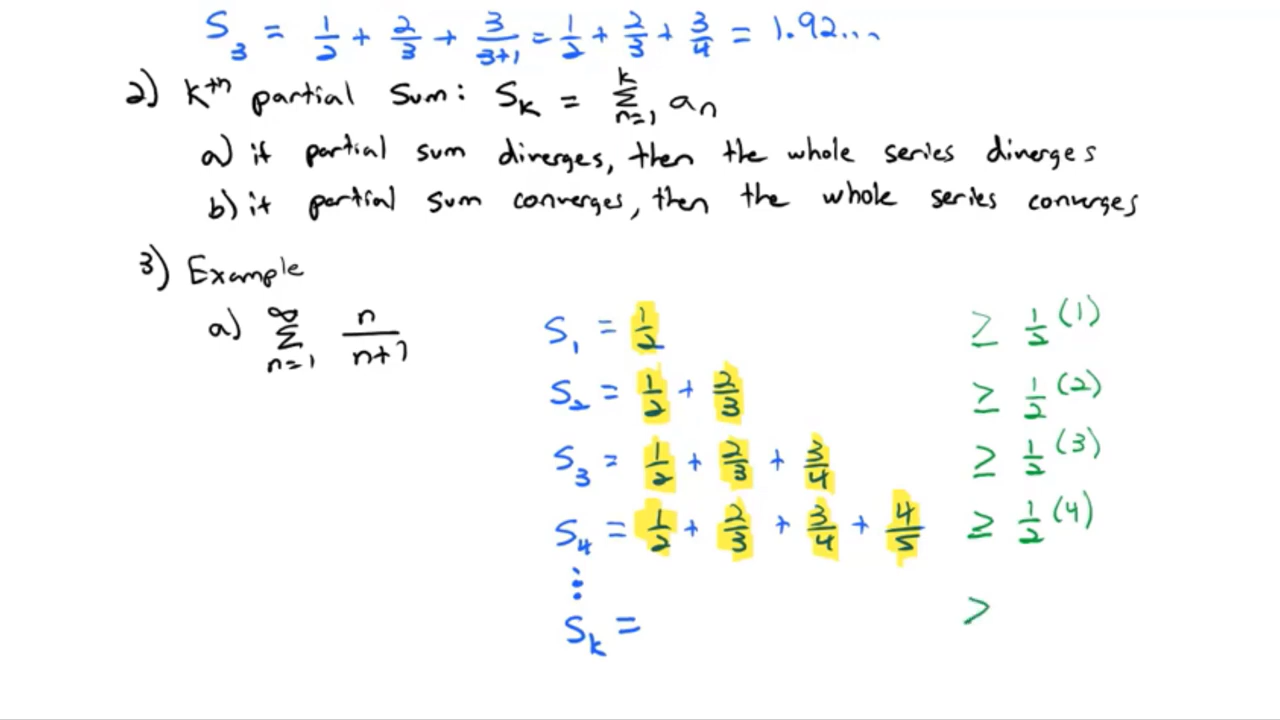 S₃ = 1/2 + 2/3 + 3/(3+1) = 1/2 + 2/3 + 3/4 = 1.92...
2) Kᵗʰ partial Sum: Sₖ = ∑ₙ₌₁ᵏ aₙ
a) if partial sum diverges, then the whole series diverges
b) if partial sum converges, then the whole series converges
3) Example
a) ∑ₙ₌₁^∞ n/(n+1)
S₁ = 1/2 ≥ 1/2 (1)
S₂ = 1/2 + 2/3 ≥ 1/2 (2)
S₃ = 1/2 + 2/3 + 3/4 ≥ 1/2 (3)
S₄ = 1/2 + 2/3 + 3/4 + 4/5 ≥ 1/2 (4)
⋮
Sₖ = >